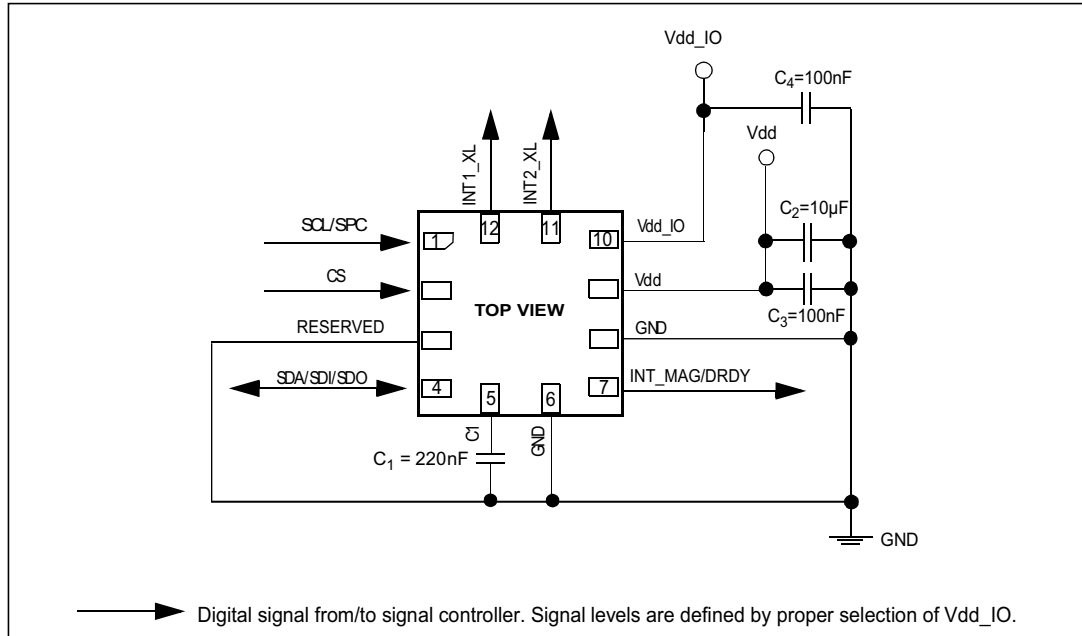 Vdd_IO
C4=100nF
Vdd
INT1_XL
INT2_XL
C2=10µF
SCL/SPC
1
12
11
10
Vdd_IO
CS
Vdd
TOP VIEW
C3=100nF
RESERVED
GND
SDA/SDI/SDO
4
5
6
7
INT_MAG/DRDY
C1
GND
C1 = 220nF
GND
Digital signal from/to signal controller. Signal levels are defined by proper selection of Vdd_IO.